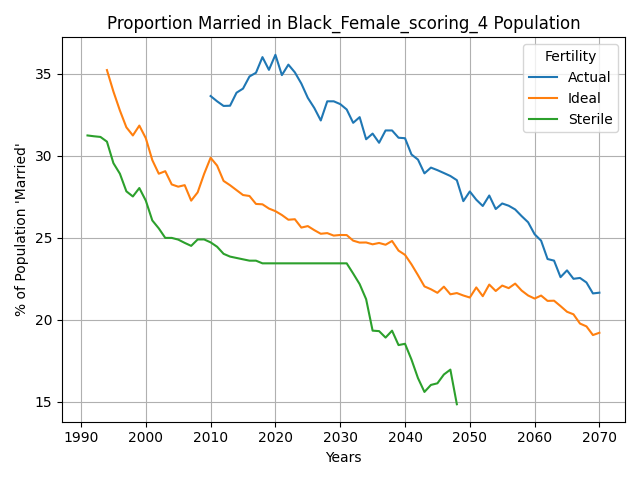 Proportion Married in Black_Female_scoring_4 Population
Fertility
Actual
Ideal
Sterile
% of Population 'Married'
35
30
25
20
15
1990 2000 2010 2020 2030 2040 2050 2060 2070
Years